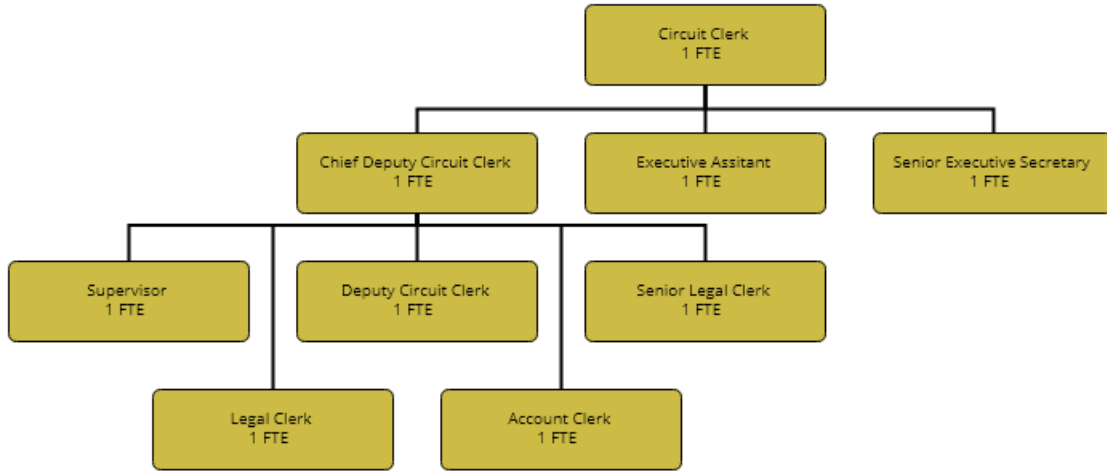 Circuit Clerk
1 FTE
Chief Deputy Circuit Clerk
1 FTE
Executive Assitant
1 FTE
Senior Executive Secretary
1 FTE
Supervisor
1 FTE
Deputy Circuit Clerk
1 FTE
Senior Legal Clerk
1 FTE
Legal Clerk
1 FTE
Account Clerk
1 FTE